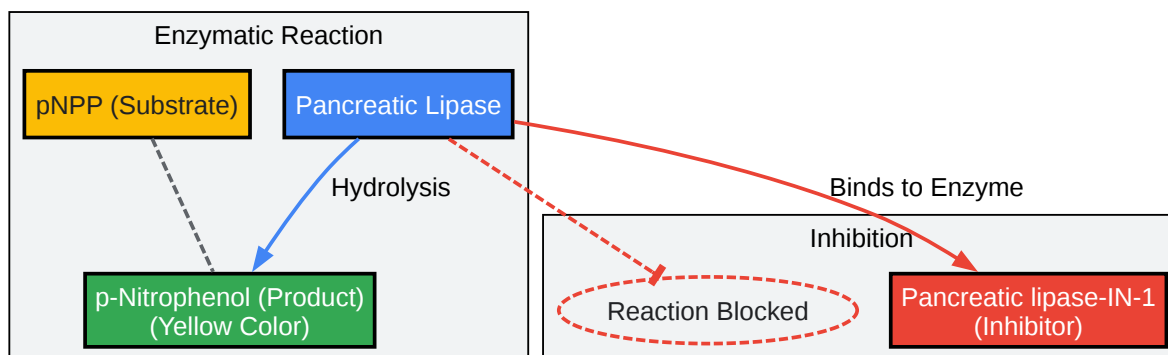 Enzymatic Reaction
pNPP (Substrate)
Pancreatic Lipase
Hydrolysis
Binds to Enzyme
Inhibition
p-Nitrophenol (Product)
(Yellow Color)
Reaction Blocked
Pancreatic lipase-IN-1
(Inhibitor)